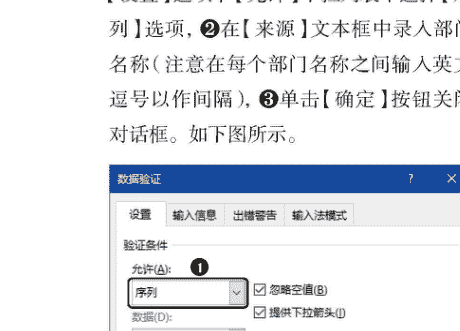 列】选项，❷在【来源】文本框中录入部门
名称（注意在每个部门名称之间输入英文
逗号以作间隔），❸单击【确定】按钮关闭
对话框。如下图所示。
数据验证 ? ×
设置 输入信息 出错警告 输入法模式
验证条件
允许(A): ❶
序列 忽略空值(B)
数据(D): 提供下拉箭头(I)